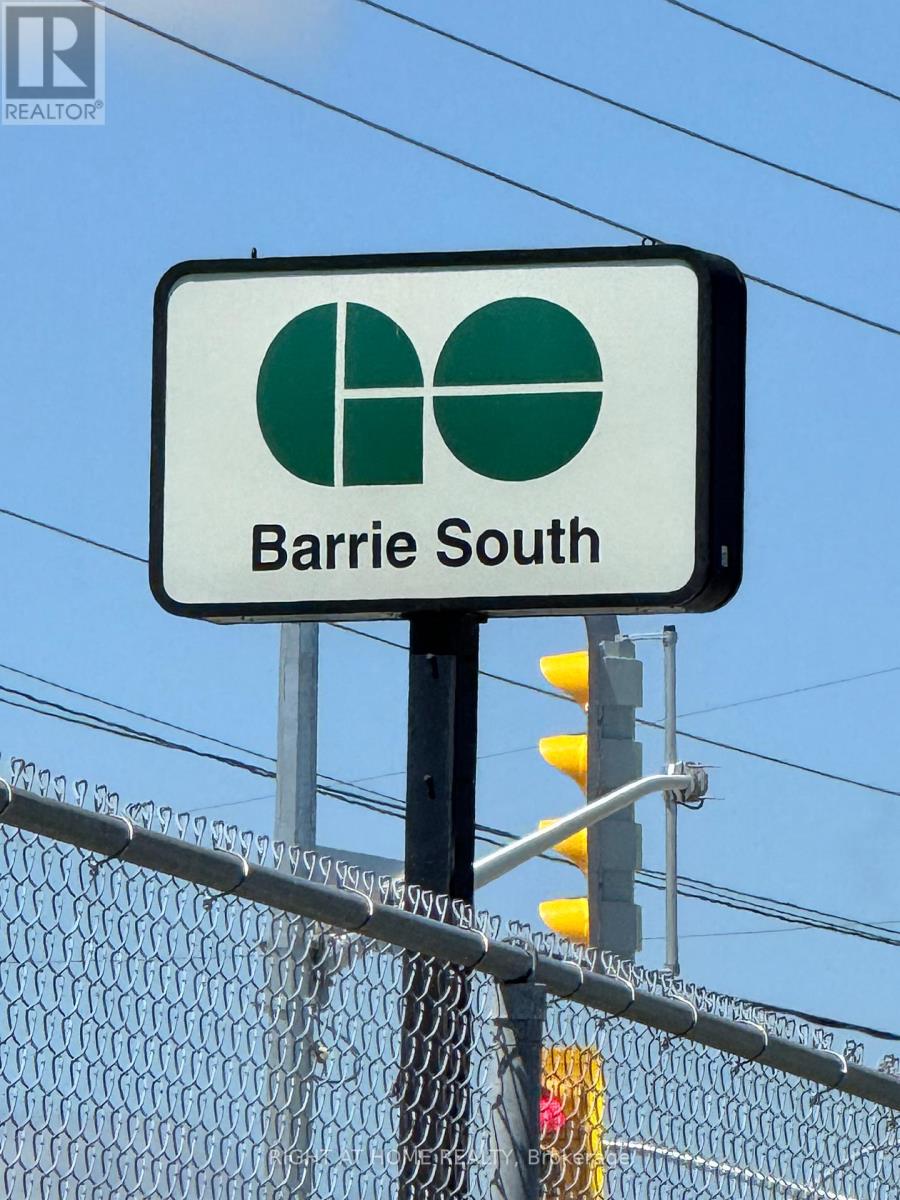 REALTOR®
GO
Barrie South
RIGHT AT HOME REALTY, Brokerage